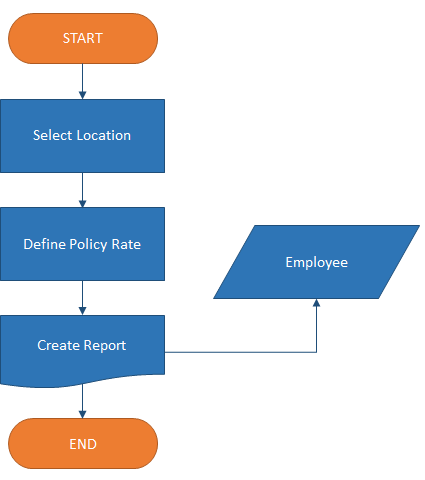 START
Select Location
Define Policy Rate
Employee
Create Report
END